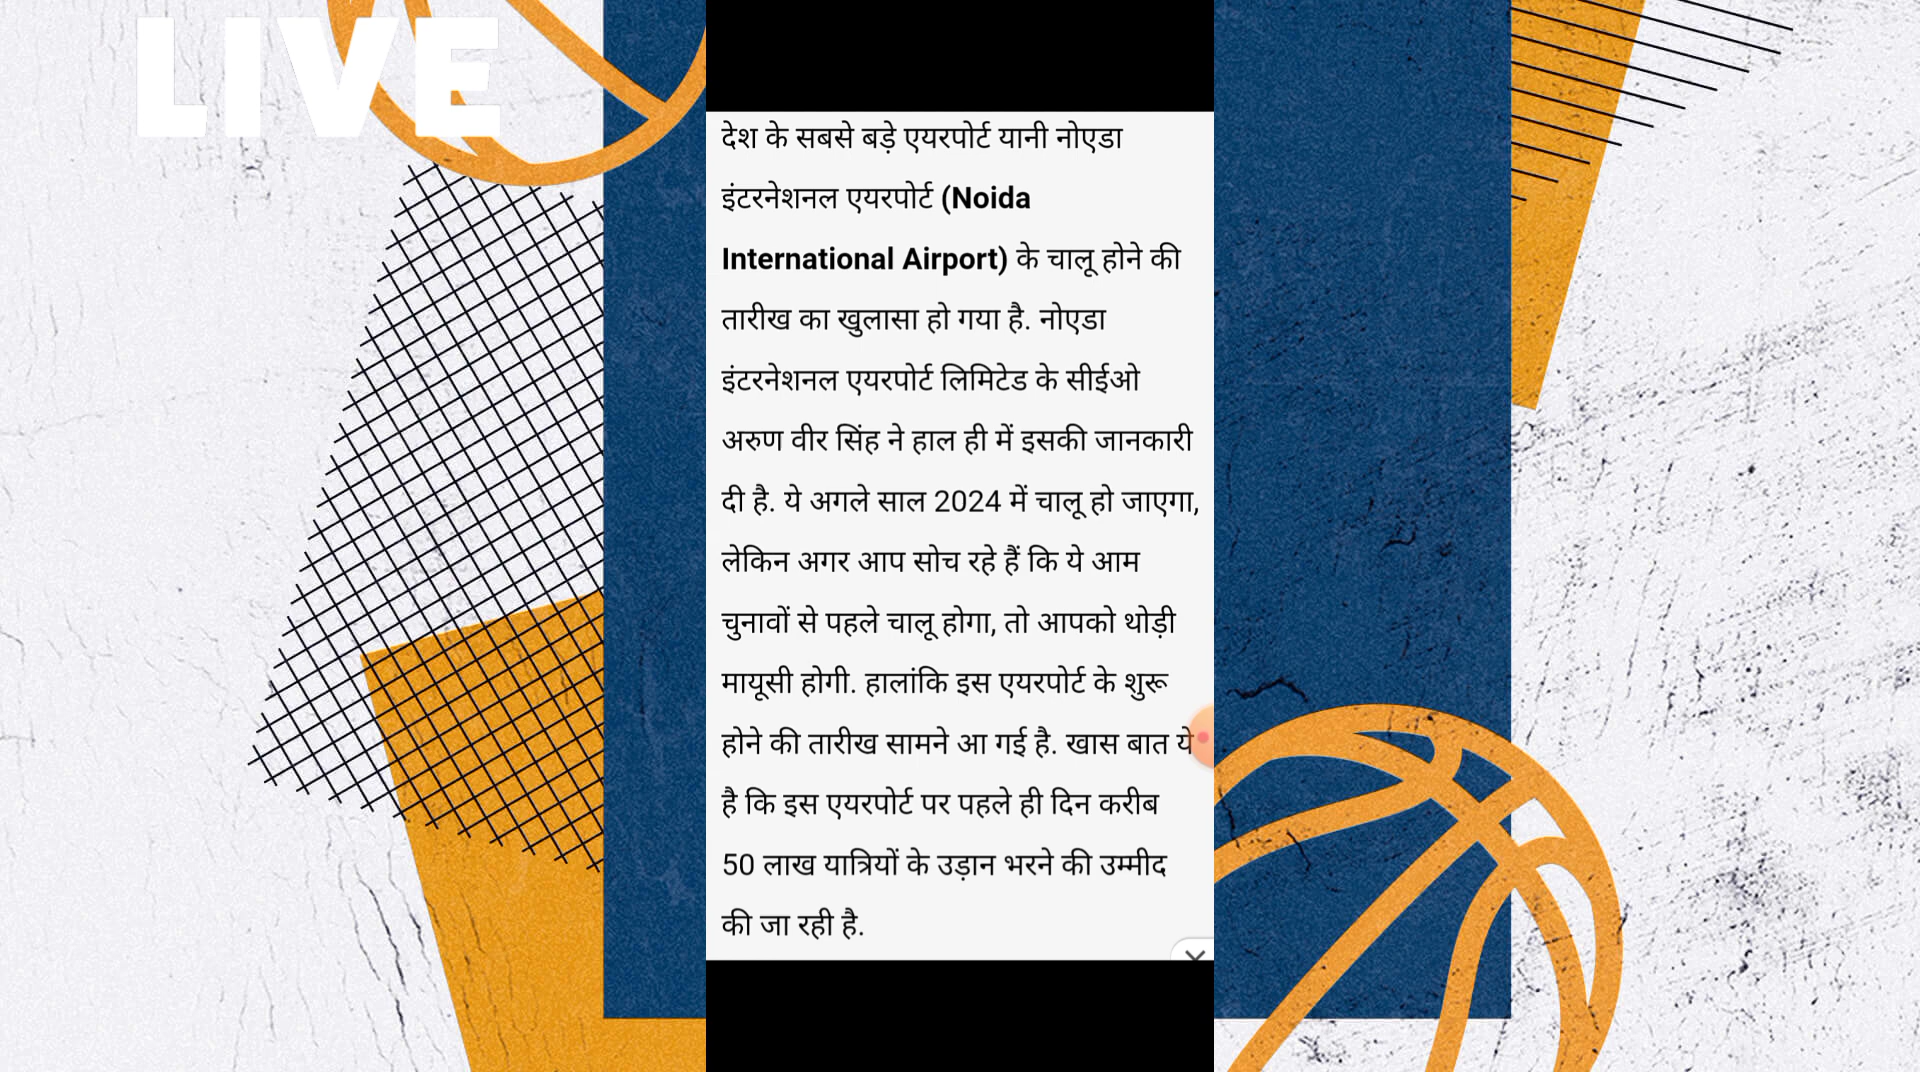 LIVE
देश के सबसे बड़े एयरपोर्ट यानी नोएडा
इंटरनेशनल एयरपोर्ट (Noida
International Airport) के चालू होने की
तारीख का खुलासा हो गया है. नोएडा
इंटरनेशनल एयरपोर्ट लिमिटेड के सीईओ
अरुण वीर सिंह ने हाल ही में इसकी जानकारी
दी है. ये अगले साल 2024 में चालू हो जाएगा,
लेकिन अगर आप सोच रहे हैं कि ये आम
चुनावों से पहले चालू होगा, तो आपको थोड़ी
मायूसी होगी. हालांकि इस एयरपोर्ट के शुरू
होने की तारीख सामने आ गई है. खास बात ये
है कि इस एयरपोर्ट पर पहले ही दिन करीब
50 लाख यात्रियों के उड़ान भरने की उम्मीद
की जा रही है.